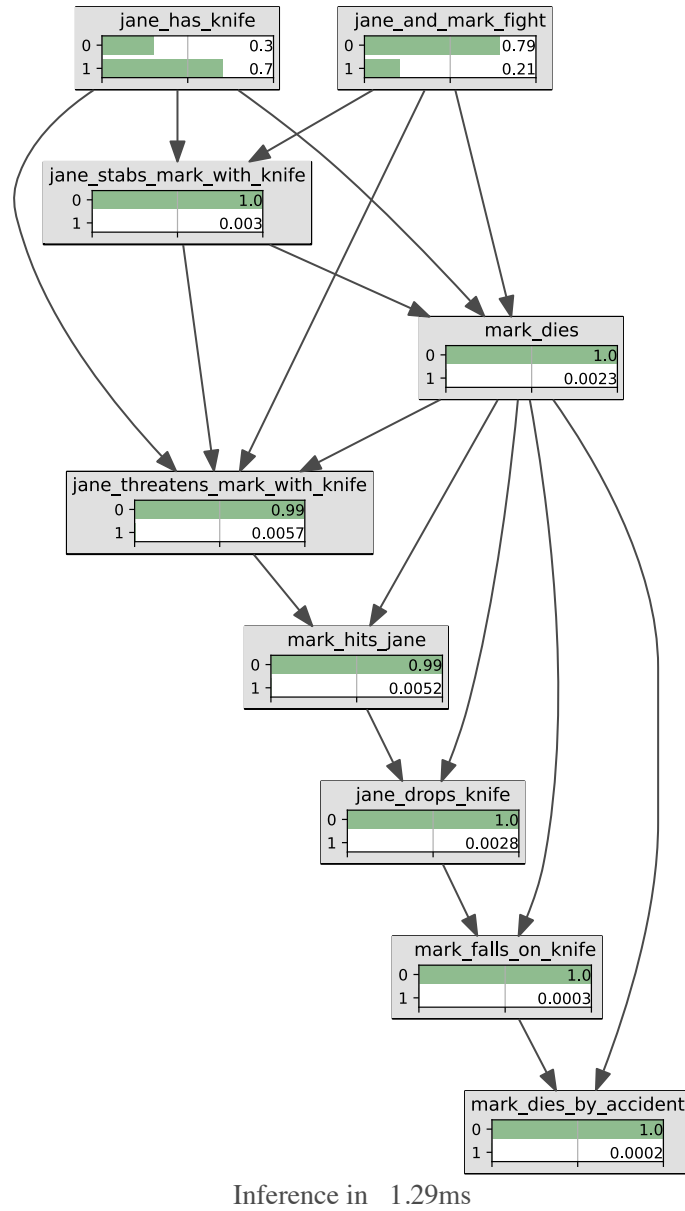 jane_has_knife
0 0.3
1 0.7
jane_and_mark_fight
0 0.79
1 0.21
jane_stabs_mark_with_knife
0 1.0
1 0.003
mark_dies
0 1.0
1 0.0023
jane_threatens_mark_with_knife
0 0.99
1 0.0057
mark_hits_jane
0 0.99
1 0.0052
jane_drops_knife
0 1.0
1 0.0028
mark_falls_on_knife
0 1.0
1 0.0003
mark_dies_by_accident
0 1.0
1 0.0002
Inference in 1.29ms